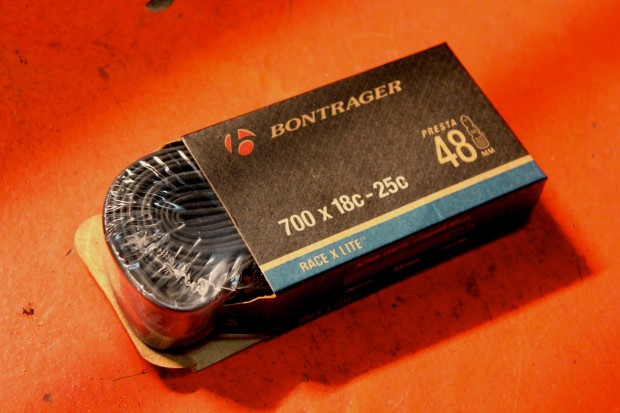 BONTRAGER
PRESTA
48 MM
700 x 18c - 25c
RACE X LITE